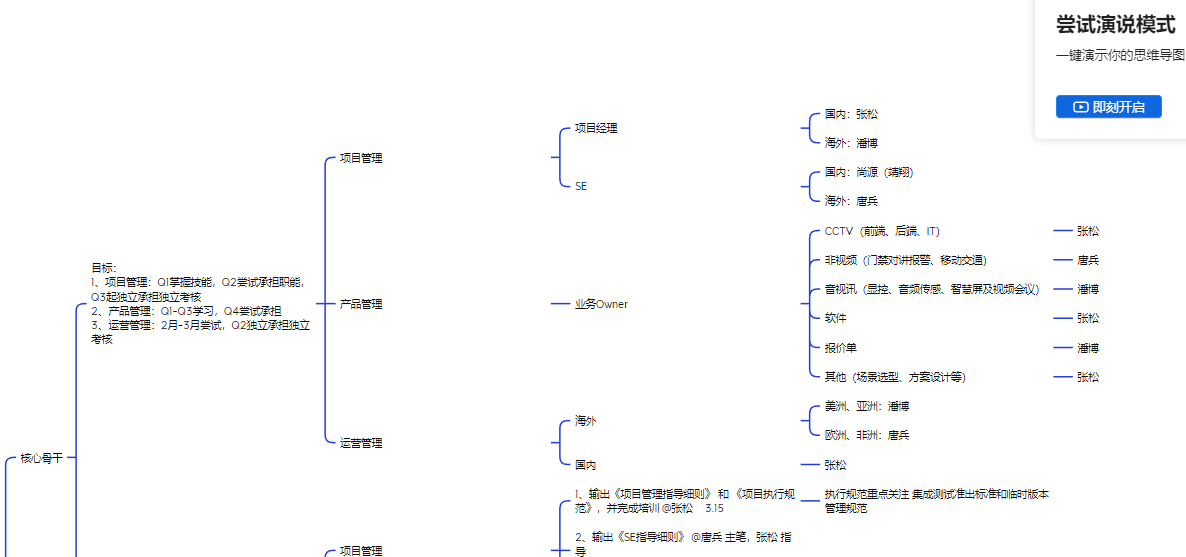 尝试演说模式
一键演示你的思维导图
即刻开启
核心骨干
目标：
1、项目管理：Q1掌握技能，Q2尝试承担职能，
Q3起独立承担独立考核
2、产品管理：Q1-Q3学习，Q4尝试承担
3、运营管理：2月-3月尝试，Q2独立承担独立
考核
项目管理
项目经理
国内：张松
海外：潘博
SE
国内：尚源（靖翔）
海外：唐兵
产品管理
业务Owner
CCTV（前端、后端、IT）
张松
非视频（门禁对讲报警、移动交通）
唐兵
音视讯（显控、音频传感、智慧屏及视频会议）
潘博
软件
张松
报价单
潘博
其他（场景选型、方案设计等）
张松
运营管理
海外
美洲、亚洲：潘博
欧洲、非洲：唐兵
国内
张松
项目管理
1、输出《项目管理指导细则》 和 《项目执行规
范》，并完成培训 @张松 3.15
执行规范重点关注 集成测试准出标准和临时版本
管理规范
2、输出《SE指导细则》 @唐兵 主笔，张松 指
导